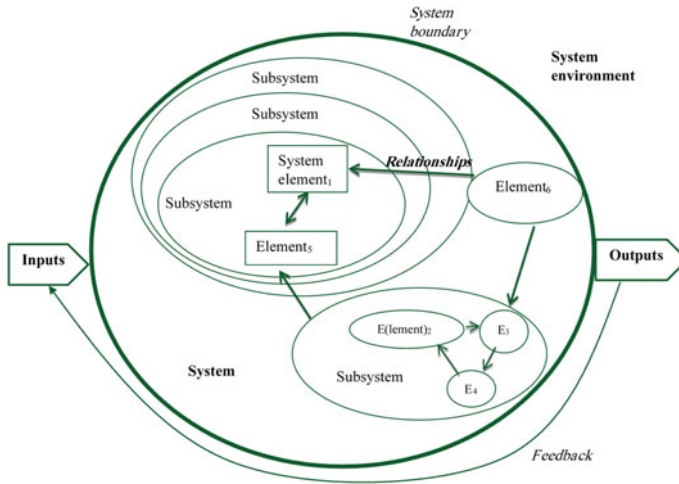 System
boundary
System
environment
Subsystem
Subsystem
System
element₁
Relationships
Element₆
Subsystem
Element₅
Inputs
Outputs
E(lement)₂
E₃
System
Subsystem
E₄
Feedback